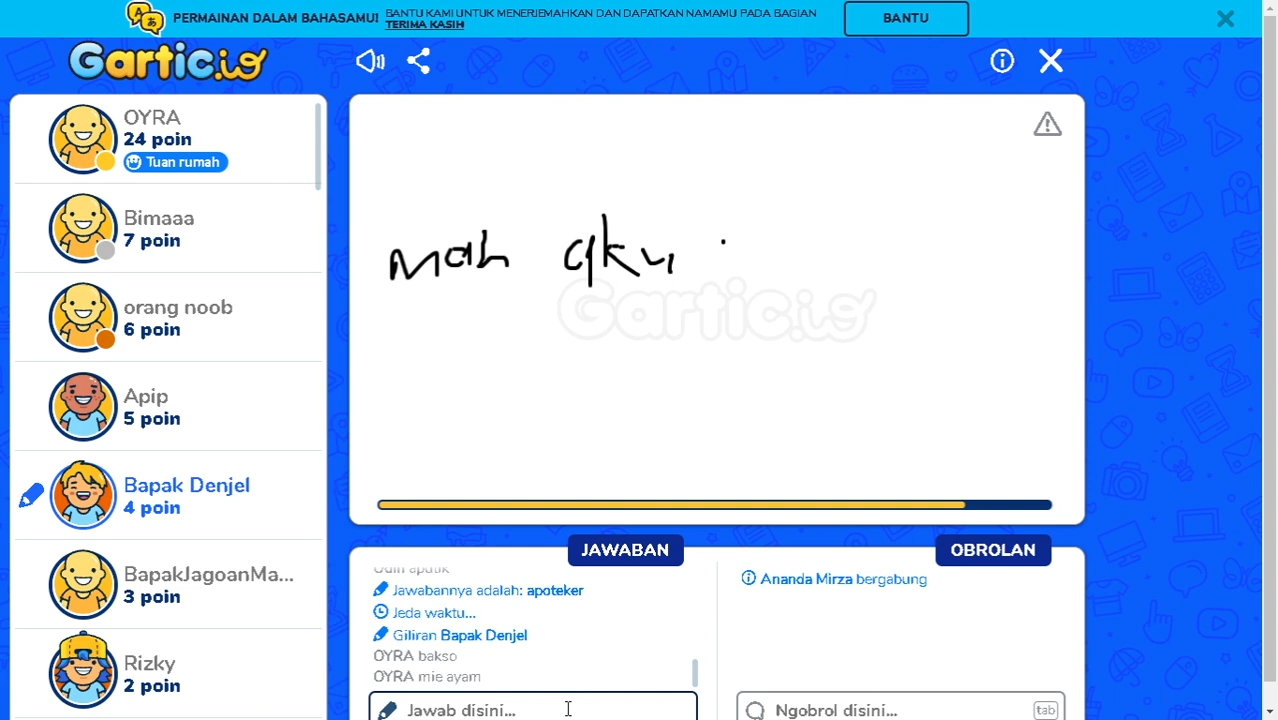 PERMAINAN DALAM BAHASAMU!
BANTU KAMI UNTUK MENERJEMAHKAN DAN DAPATKAN NAMAMU PADA BAGIAN
TERIMA KASIH
BANTU
Gartic.io
OYRA
24 poin
Tuan rumah
Bimaaa
7 poin
orang noob
6 poin
Apip
5 poin
Bapak Denjel
4 poin
BapakJagoanMa...
3 poin
Rizky
2 poin
mah aku
Gartic.io
JAWABAN
OBROLAN
Jawabannya adalah: apoteker
Jeda waktu...
Giliran Bapak Denjel
OYRA bakso
OYRA mie ayam
Jawab disini...
Ananda Mirza bergabung
Ngobrol disini...
tab